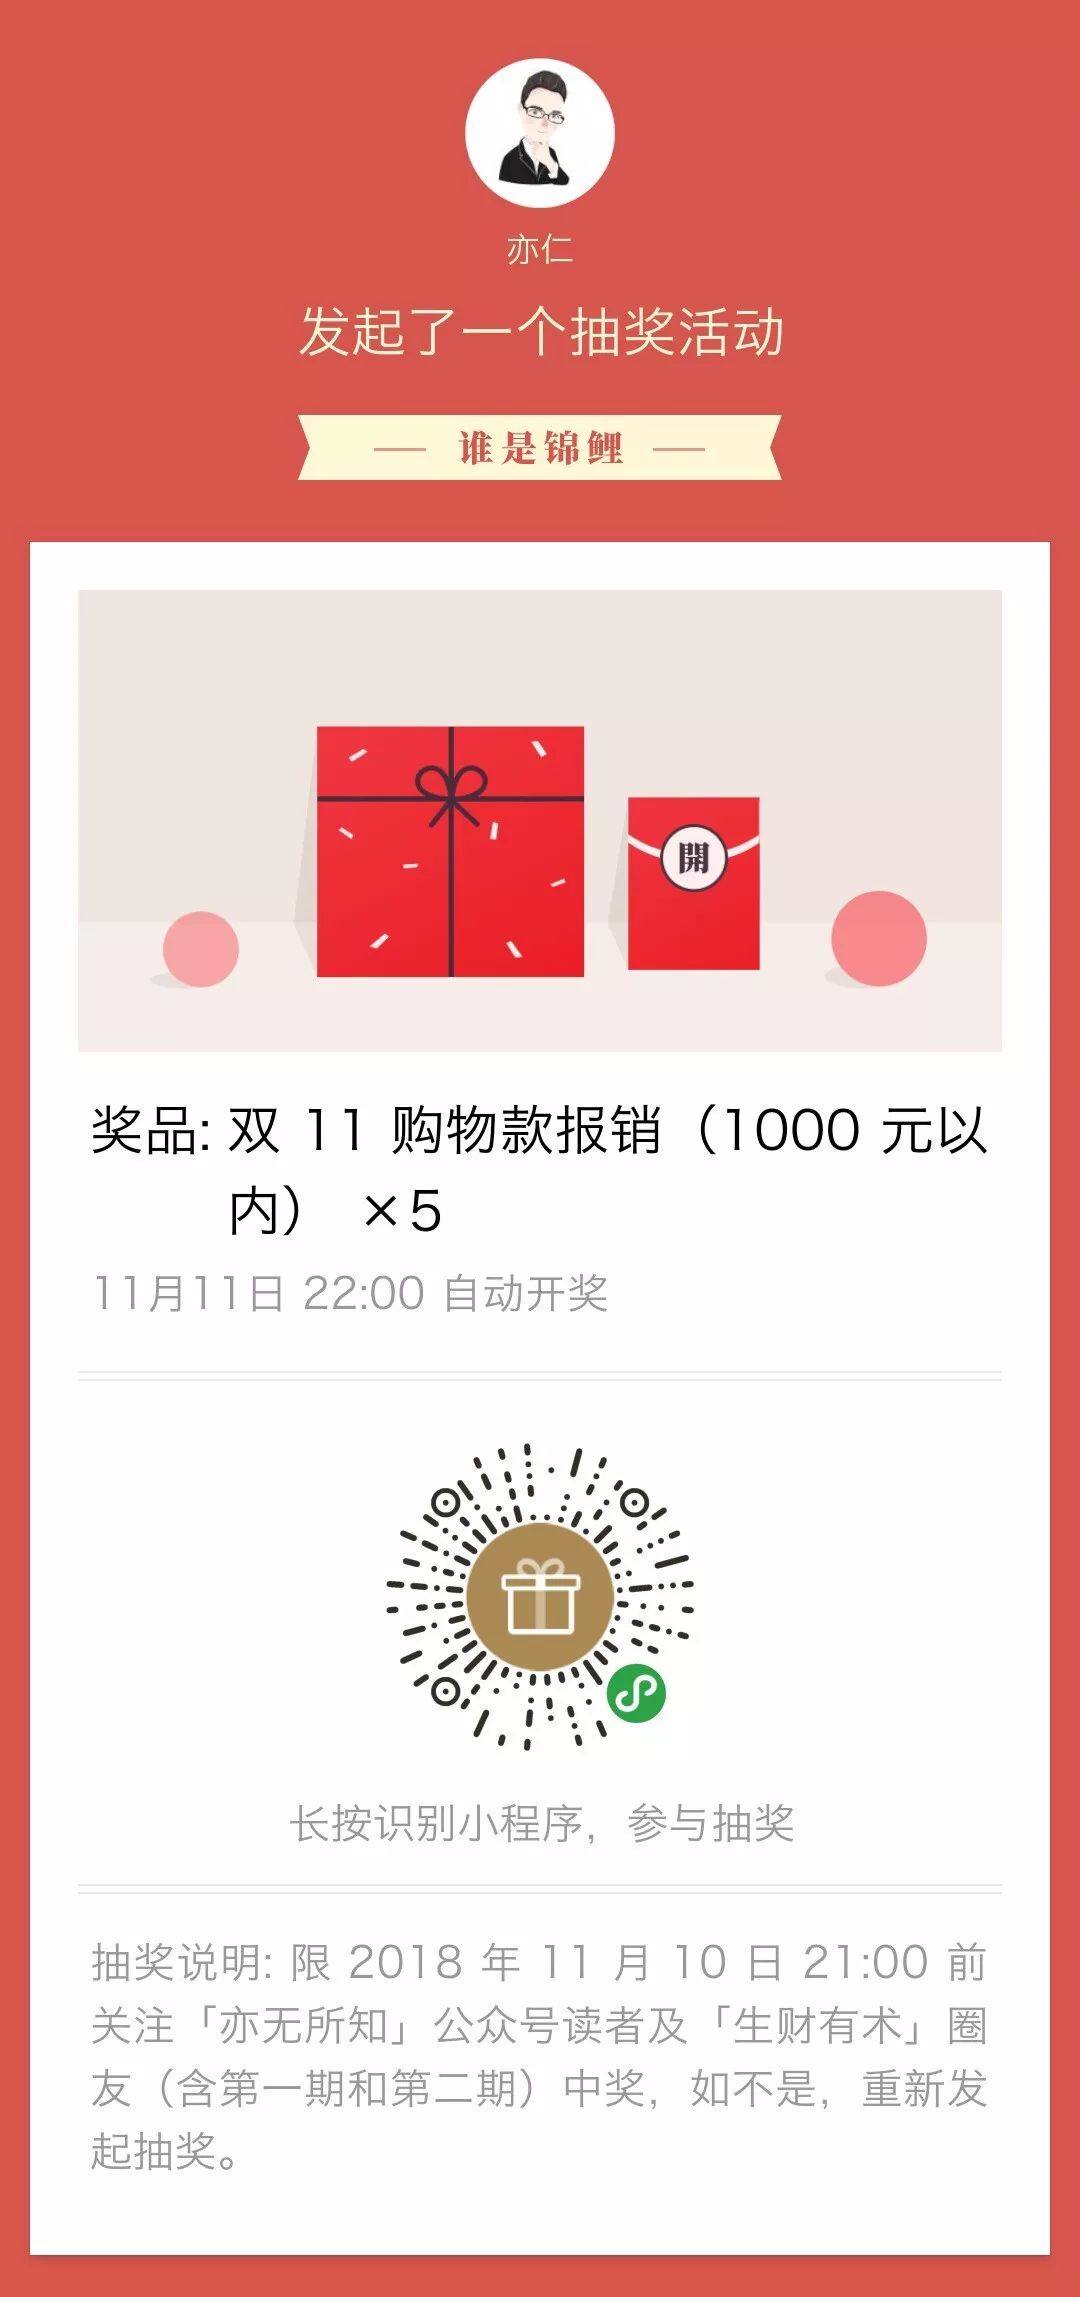 亦仁
发起了一个抽奖活动
谁是锦鲤
開
奖品: 双 11 购物款报销（1000 元以
内） ×5
11月11日 22:00 自动开奖
长按识别小程序，参与抽奖
抽奖说明: 限 2018 年 11 月 10 日 21:00 前
关注「亦无所知」公众号读者及「生财有术」圈
友（含第一期和第二期）中奖，如不是，重新发
起抽奖。